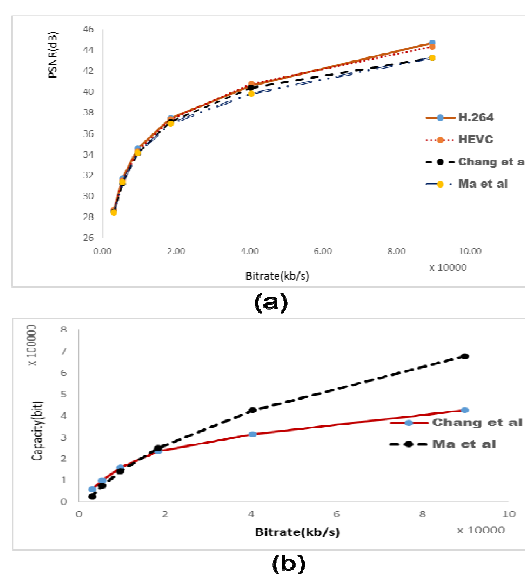 PSNR(dB)
46
42
40
38
36
34
32
30
28
26
H.264
HEVC
Chang et al
Ma et al
0.00
2.00
4.00
6.00
8.00
10.00
Bitrate(kb/s)
x 10000
(a)
x 100000
Capacity(bit)
8
7
6
5
4
3
2
1
0
Chang et al
Ma et al
0
2
4
6
8
10
Bitrate(kb/s)
x 10000
(b)